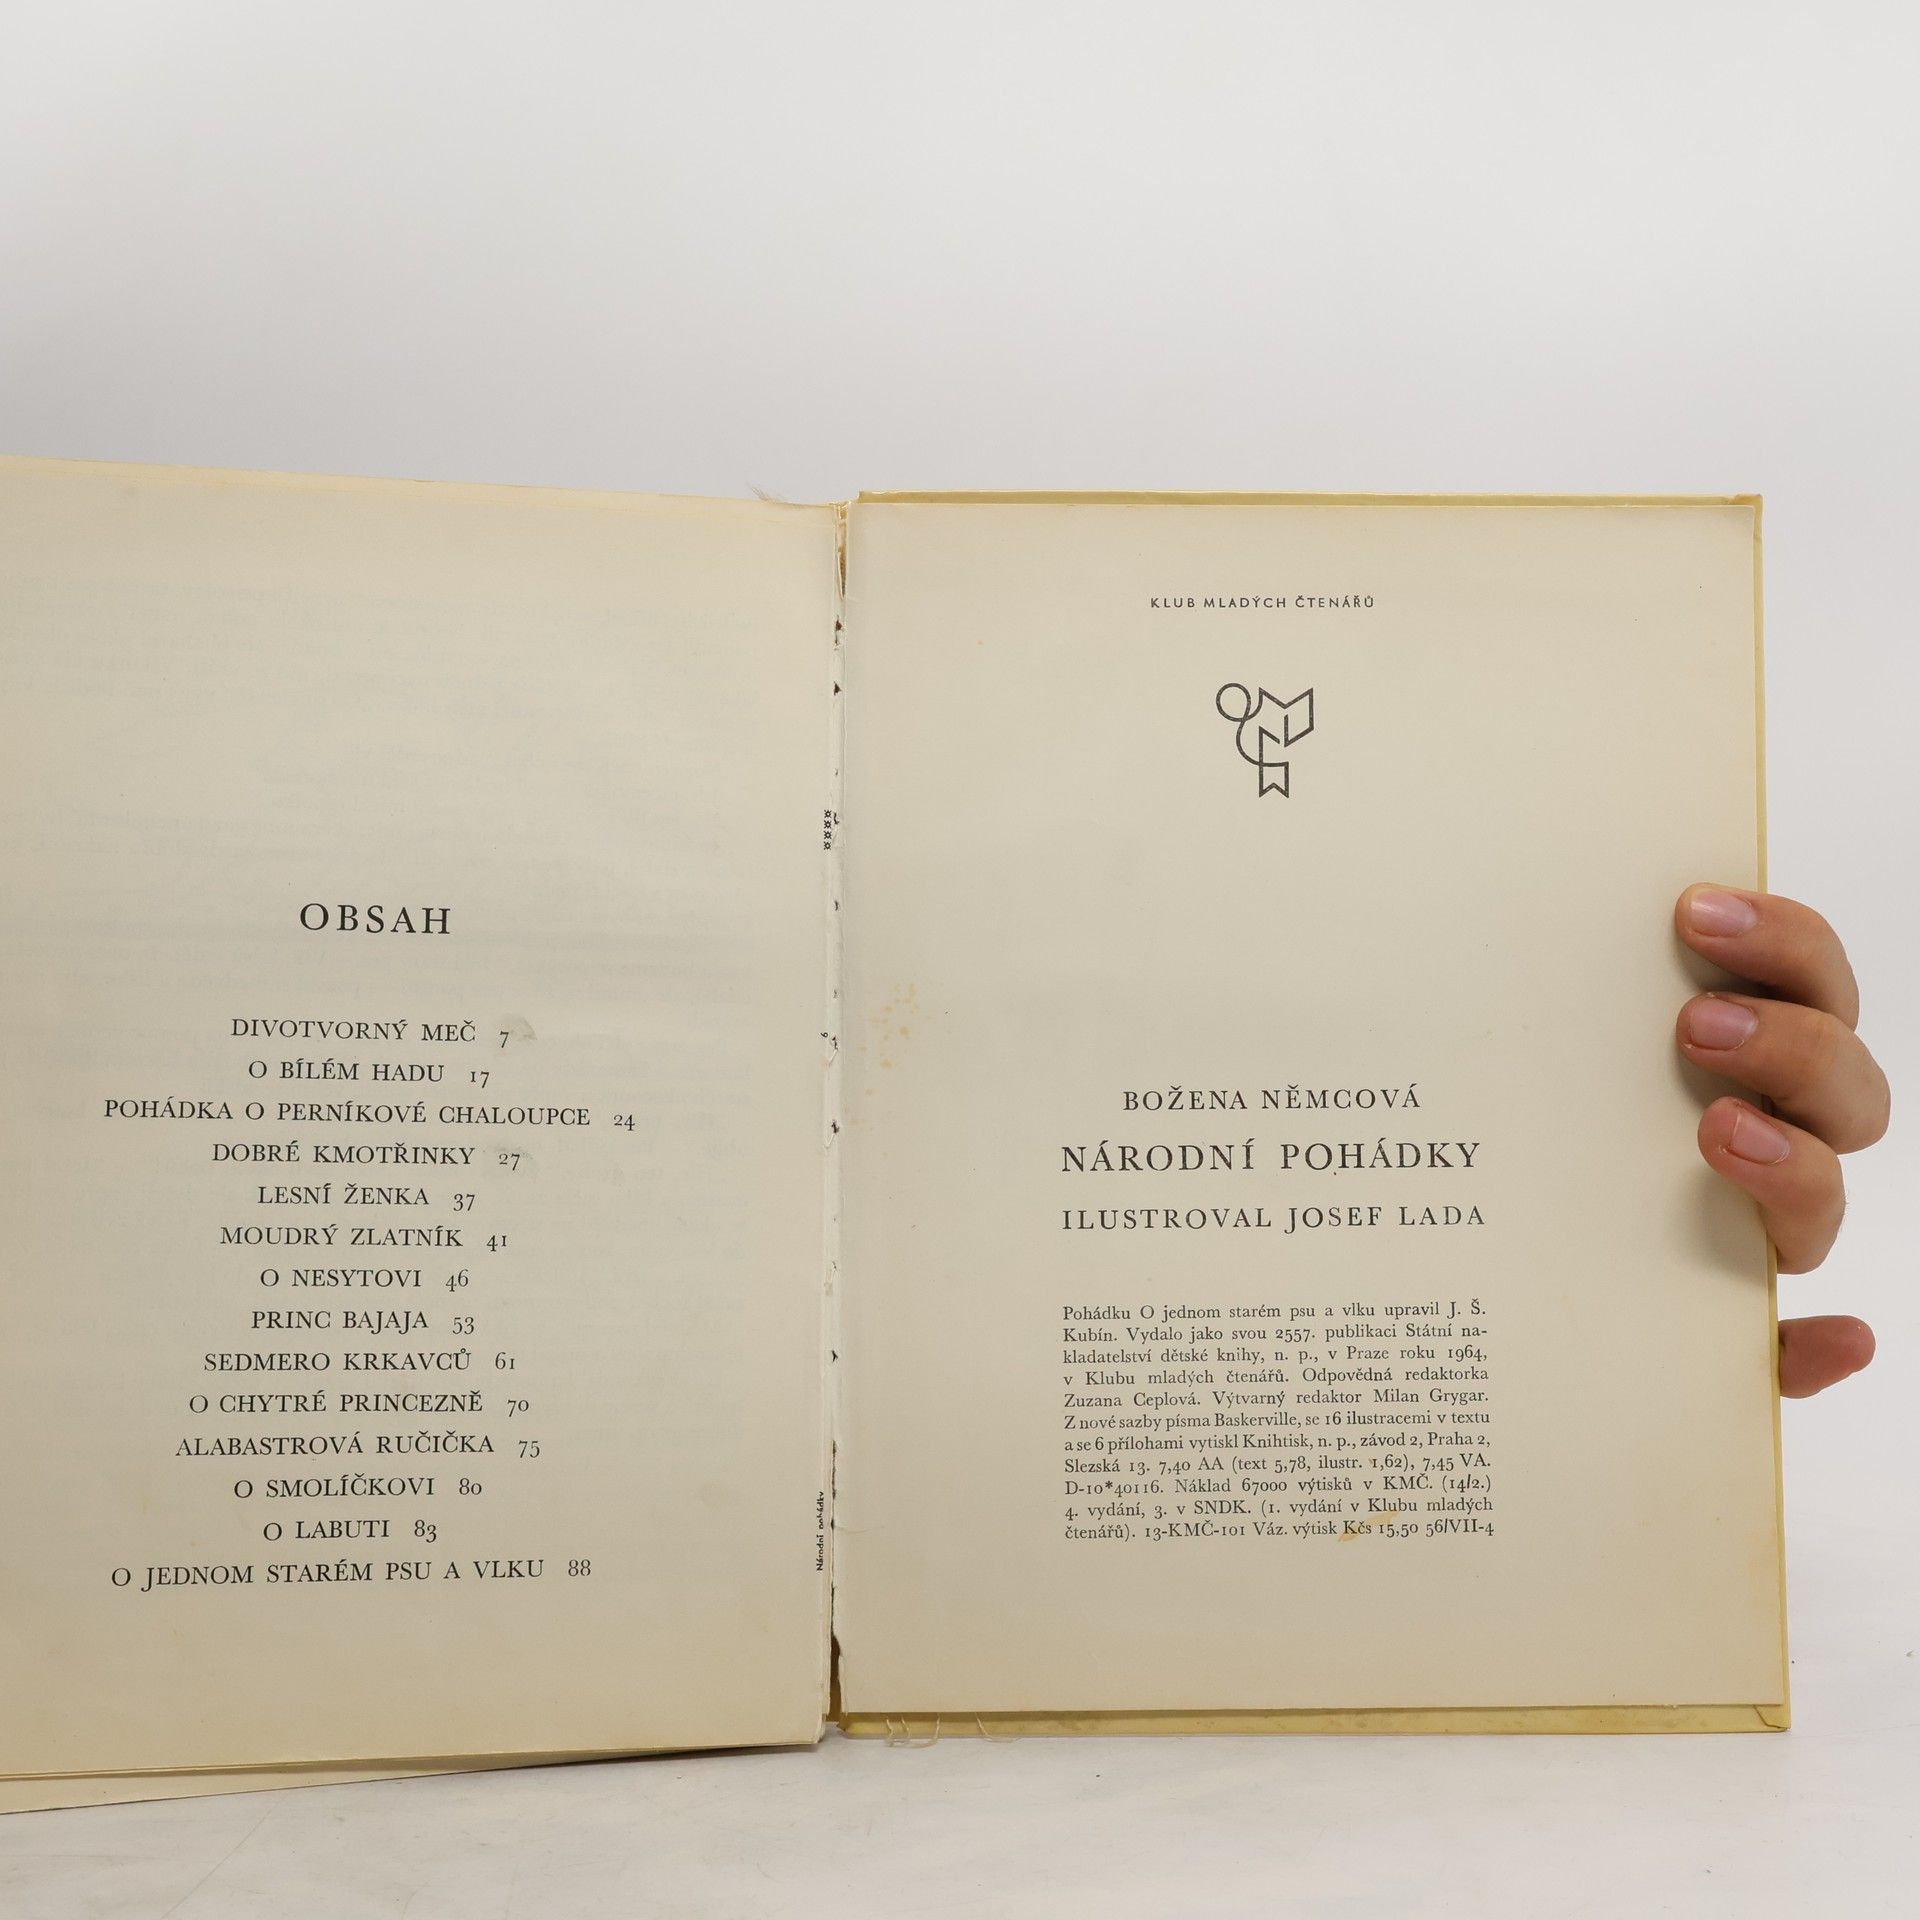 OBSAH
DIVOTVORNÝ MEČ 7
O BÍLÉM HADU 17
POHÁDKA O PERNÍKOVÉ CHALOUPCE 24
DOBRÉ KMOTŘINKY 27
LESNÍ ŽENKA 37
MOUDRÝ ZLATNÍK 41
O NESYTOVI 46
PRINC BAJAJA 53
SEDMERO KRKAVCŮ 61
O CHYTRÉ PRINCEZNĚ 70
ALABASTROVÁ RUČIČKA 75
O SMOLÍČKOVI 80
O LABUTI 83
O JEDNOM STARÉM PSU A VLKU 88
Národní pohádky
KLUB MLADÝCH ČTENÁŘŮ
BOŽENA NĚMCOVÁ
NÁRODNÍ POHÁDKY
ILUSTROVAL JOSEF LADA
Pohádku O jednom starém psu a vlku upravil J. Š.
Kubín. Vydalo jako svou 2557. publikaci Státní na-
kladatelství dětské knihy, n. p., v Praze roku 1964,
v Klubu mladých čtenářů. Odpovědná redaktorka
Zuzana Ceplová. Výtvarný redaktor Milan Grygar.
Z nové sazby písma Baskerville, se 16 ilustracemi v textu
a se 6 přílohami vytiskl Knihtisk, n. p., závod 2, Praha 2,
Slezská 13. 7,40 AA (text 5,78, ilustr. 1,62), 7,45 VA.
D-10*40116. Náklad 67000 výtisků v KMČ. (14/2.)
4. vydání, 3. v SNDK. (1. vydání v Klubu mladých
čtenářů). 13-KMČ-101 Váz. výtisk Kčs 15,50 56/VII-4